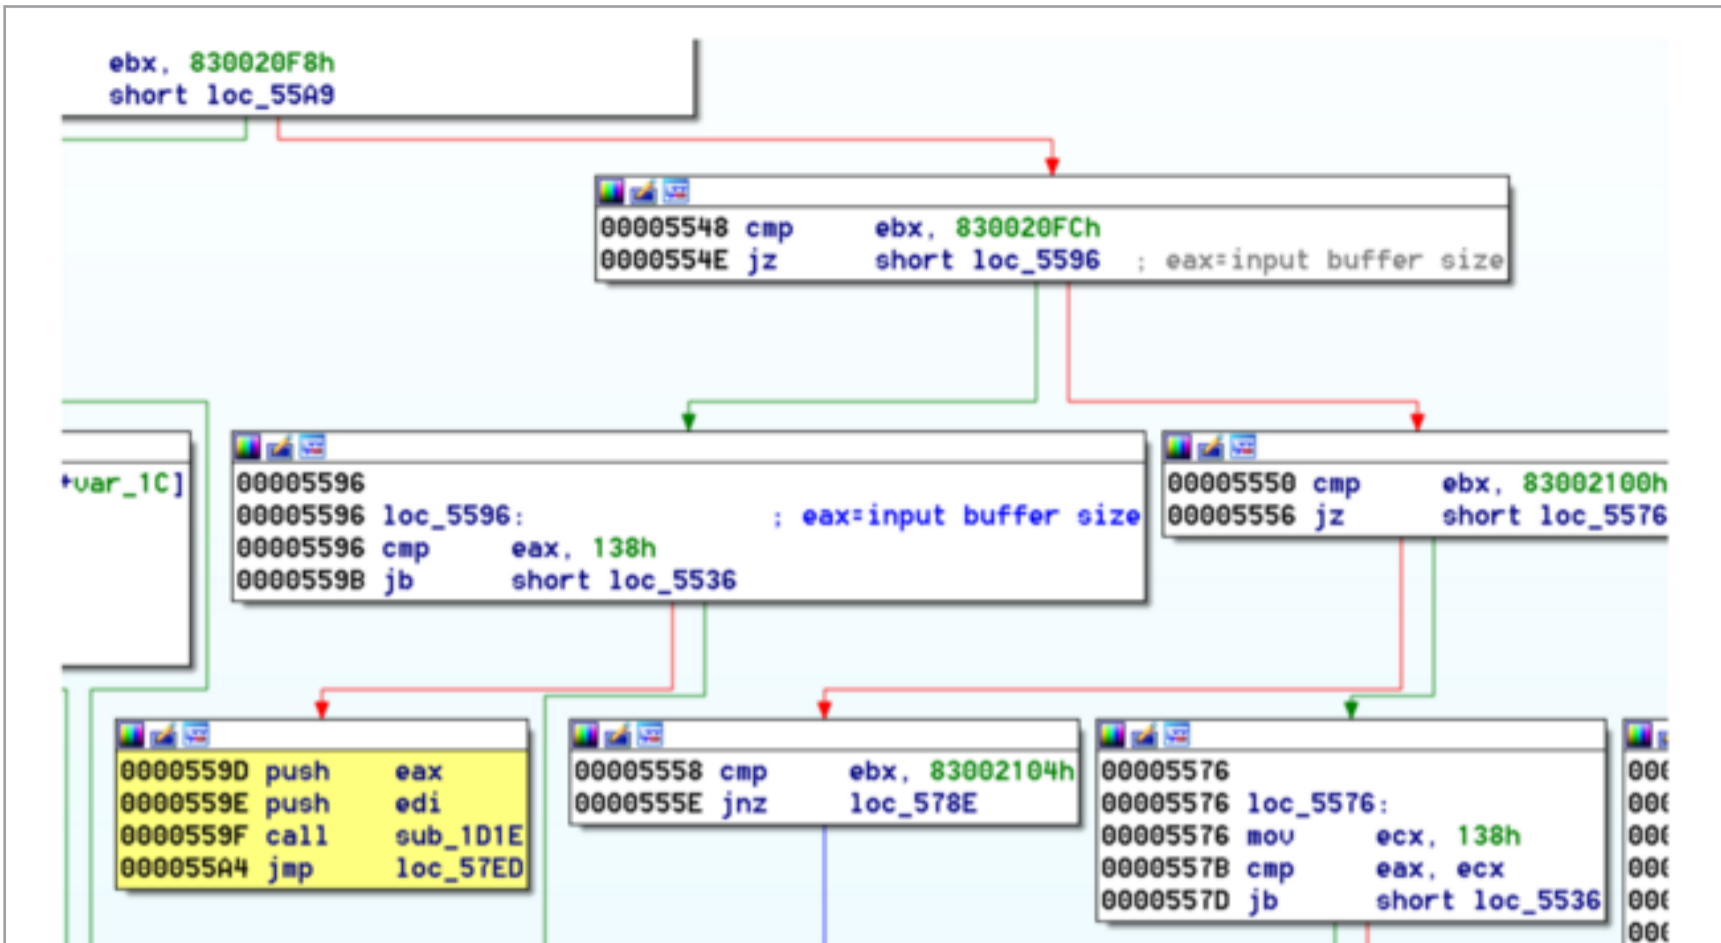 ebx, 830020F8h
short loc_55A9
00005548 cmp ebx, 830020FCh
0000554E jz short loc_5596 ; eax=input buffer size
+var_1C]
00005596
00005596 loc_5596: ; eax=input buffer size
00005596 cmp eax, 138h
0000559B jb short loc_5536
00005550 cmp ebx, 83002100h
00005556 jz short loc_5576
0000559D push eax
0000559E push edi
0000559F call sub_1D1E
000055A4 jmp loc_57ED
00005558 cmp ebx, 83002104h
0000555E jnz loc_578E
00005576
00005576 loc_5576:
00005576 mov ecx, 138h
0000557B cmp eax, ecx
0000557D jb short loc_5536